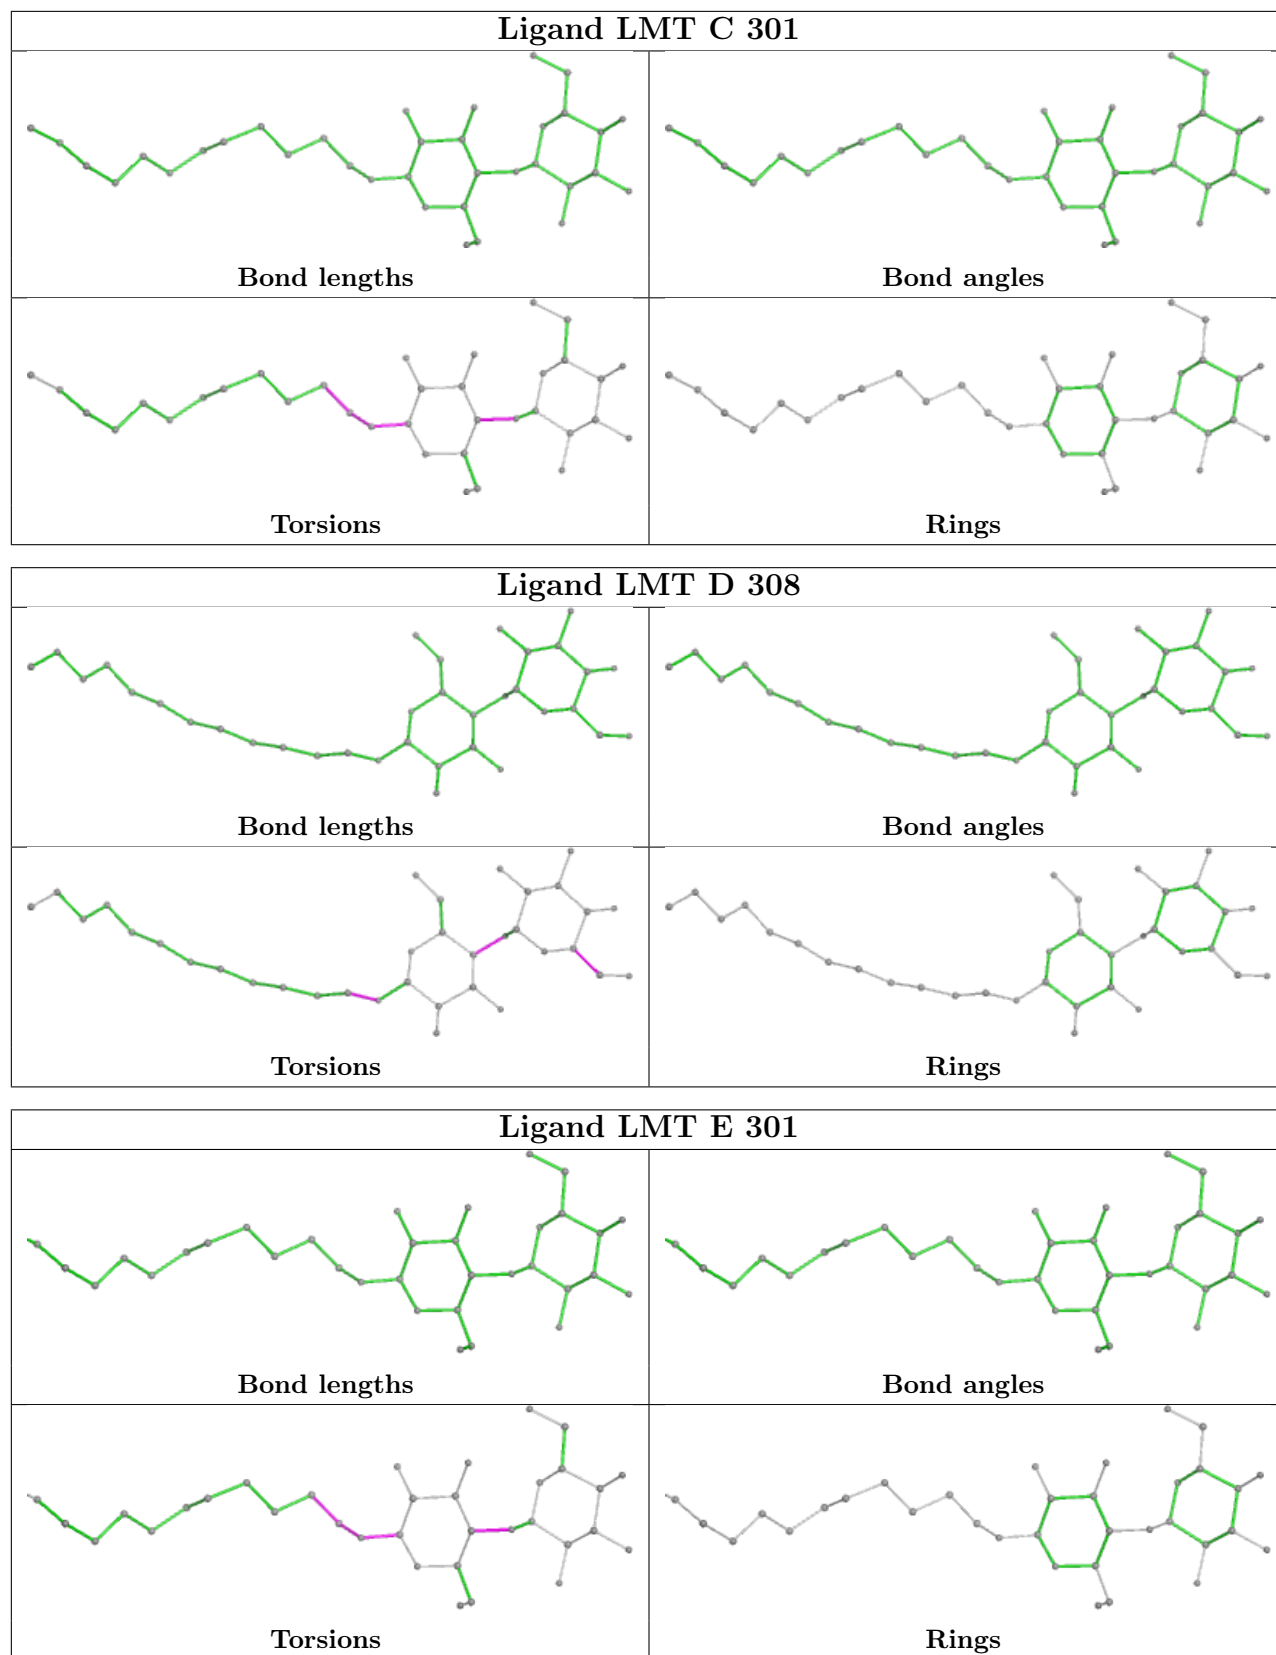 Ligand LMT C 301
Bond lengths
Bond angles
Torsions
Rings
Ligand LMT D 308
Bond lengths
Bond angles
Torsions
Rings
Ligand LMT E 301
Bond lengths
Bond angles
Torsions
Rings